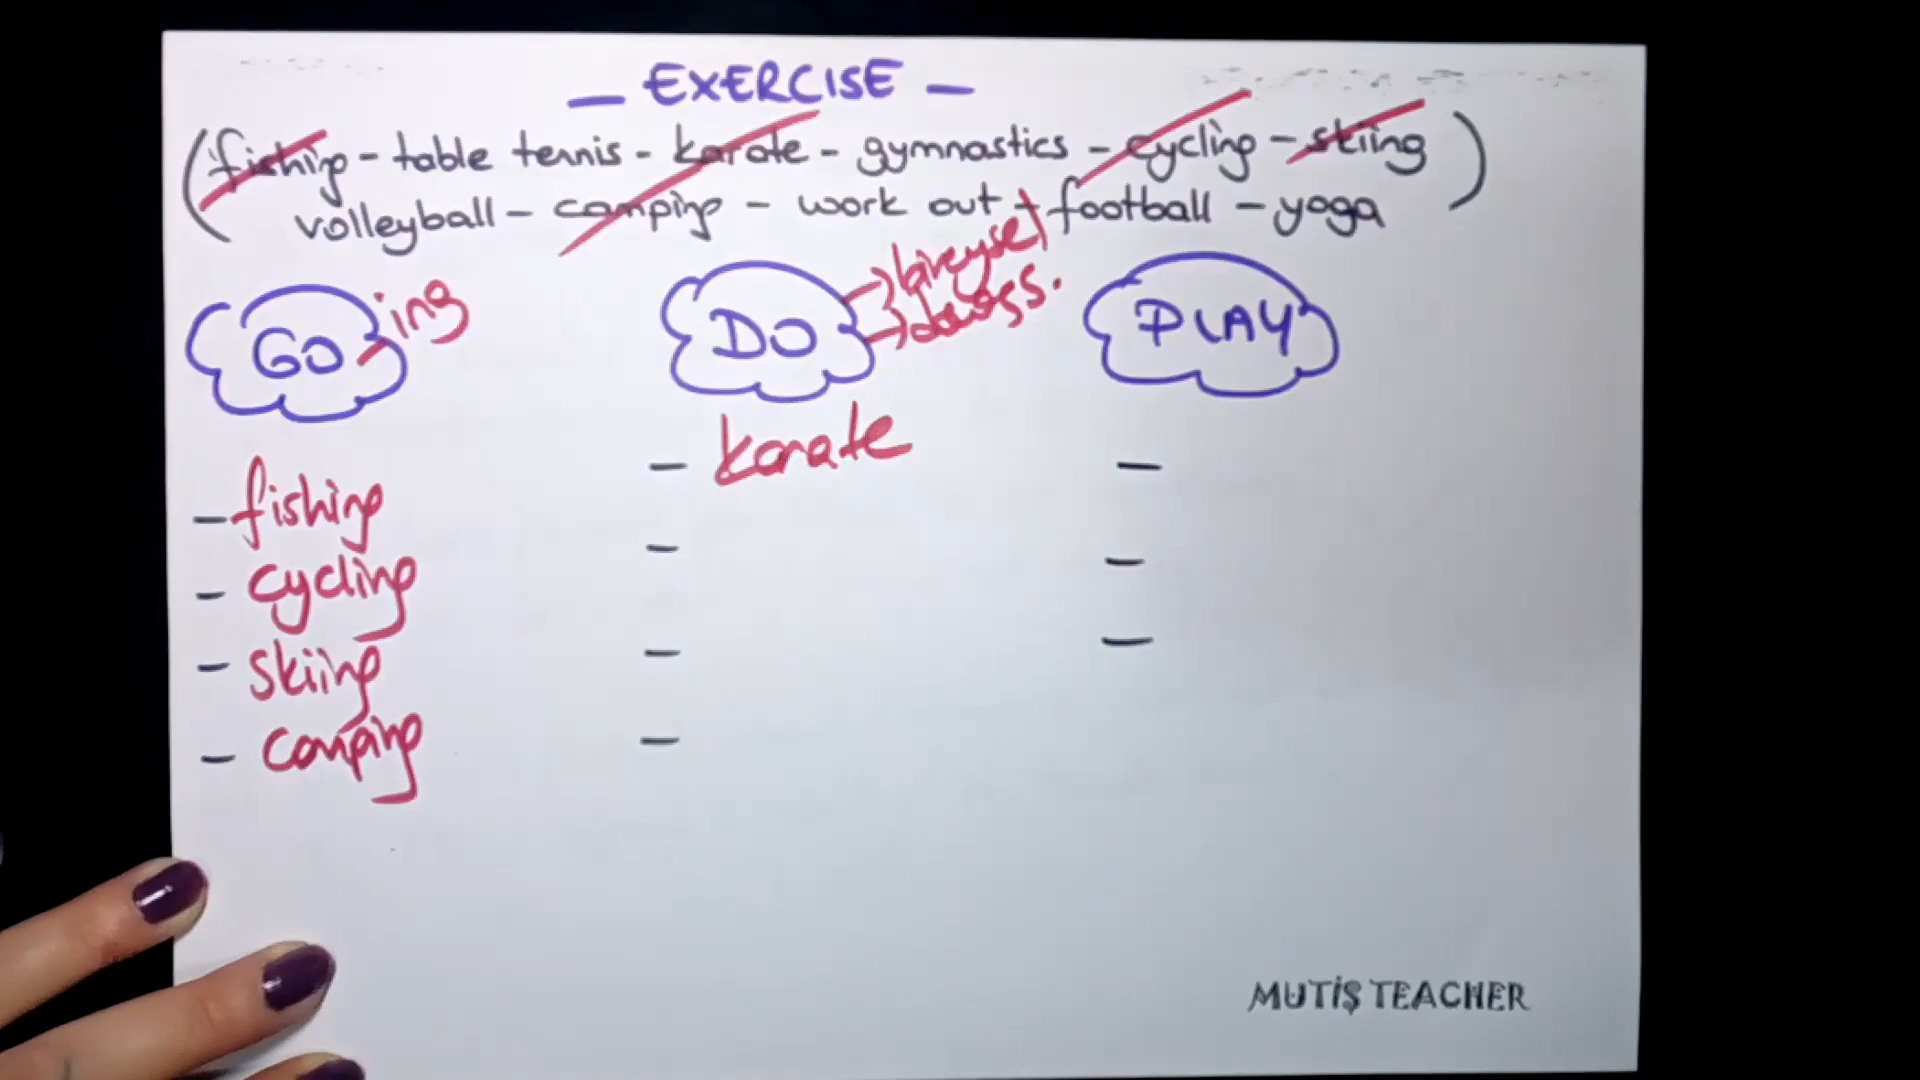 — EXERCISE —
(fishing - table tennis - karate - gymnastics - cycling - skiing
volleyball - camping - work out - football - yoga)
GO ing
DO bireysel
PLAY
- fishing
- cycling
- skiing
- camping
- karate
-
-
-
-
-
-
MUTİŞ TEACHER